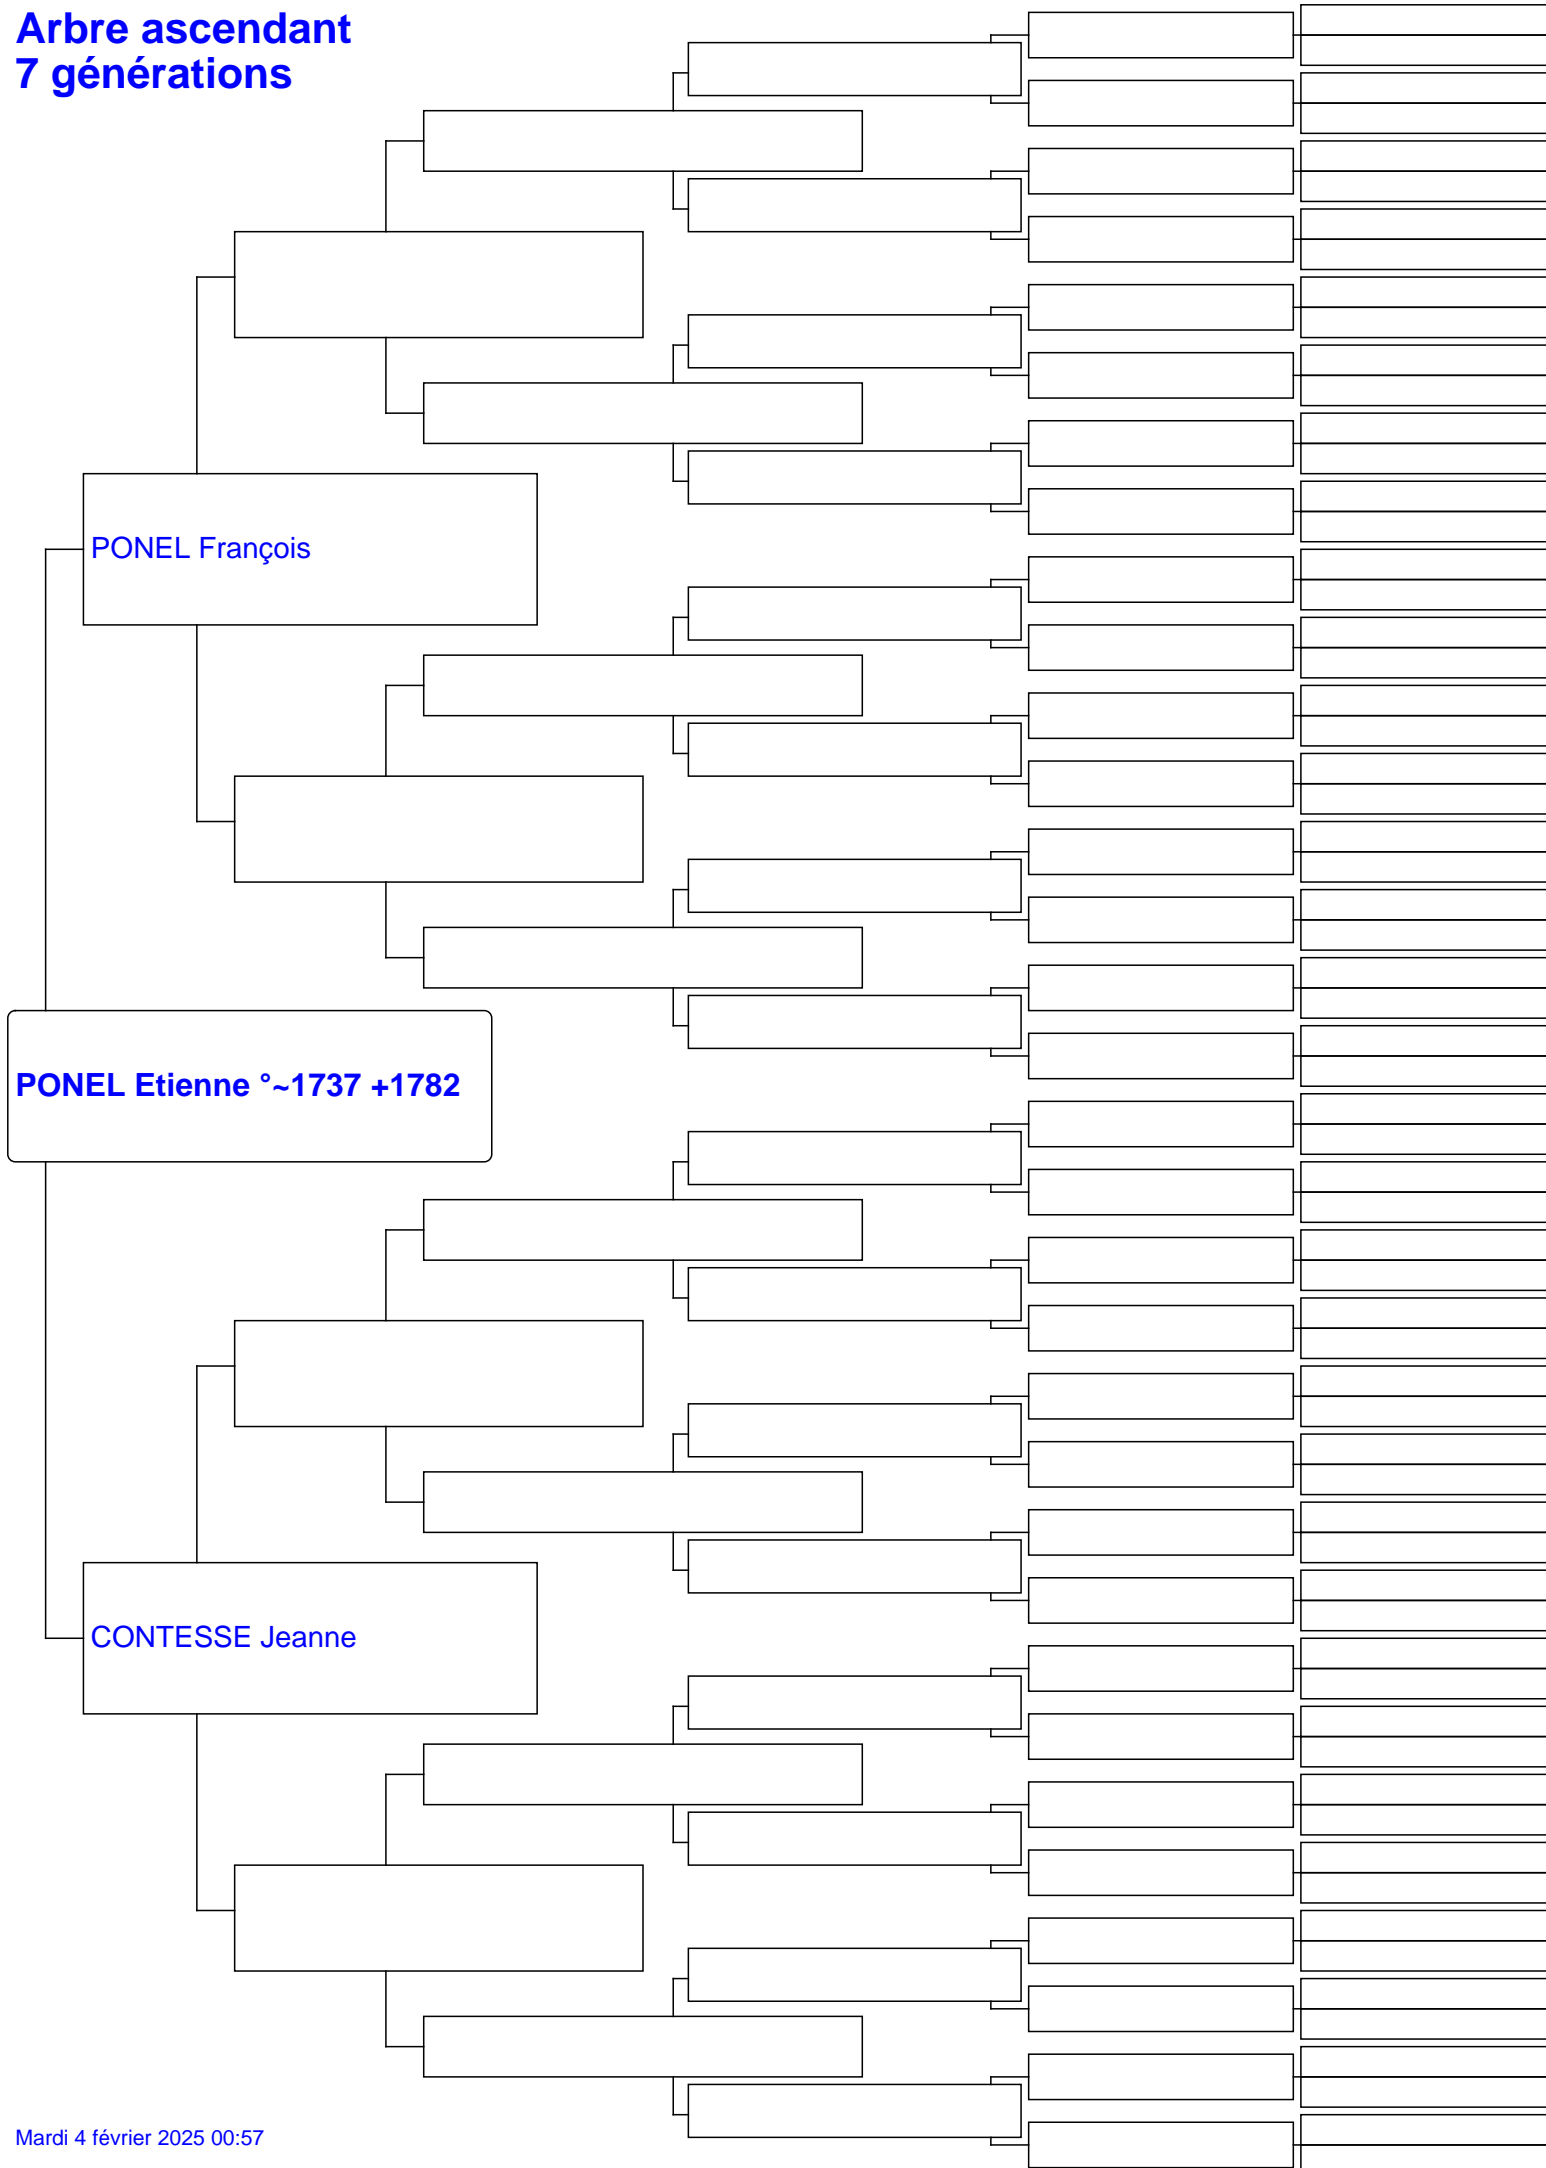 Arbre ascendant
7 générations
PONEL François
PONEL Etienne °~1737 +1782
CONTESSE Jeanne
Mardi 4 février 2025 00:57